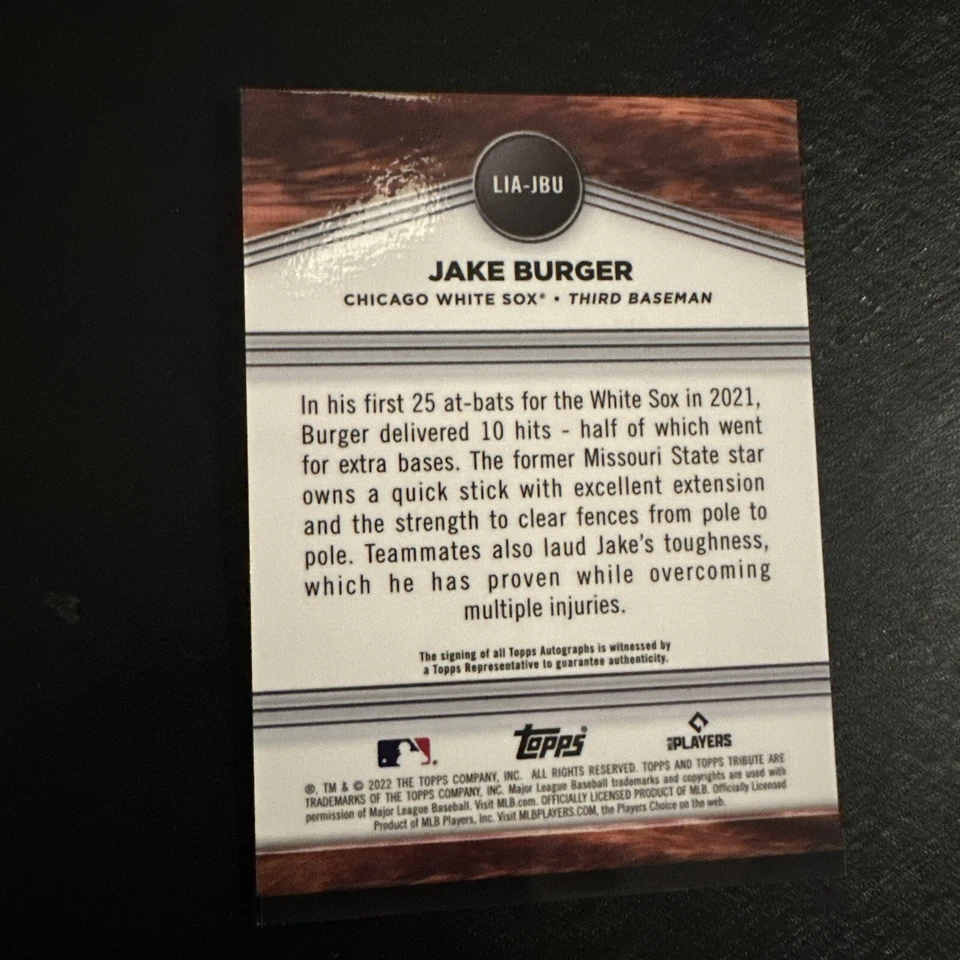 LIA-JBU
JAKE BURGER
CHICAGO WHITE SOX® • THIRD BASEMAN
In his first 25 at-bats for the White Sox in 2021,
Burger delivered 10 hits - half of which went
for extra bases. The former Missouri State star
owns a quick stick with excellent extension
and the strength to clear fences from pole to
pole. Teammates also laud Jake's toughness,
which he has proven while overcoming
multiple injuries.
The signing of all Topps Autographs is witnessed by
a Topps Representative to guarantee authenticity.
topps®
MLB PLAYERS
®, TM & © 2022 THE TOPPS COMPANY, INC. ALL RIGHTS RESERVED. TOPPS AND TOPPS TRIBUTE ARE
TRADEMARKS OF THE TOPPS COMPANY, INC. Major League Baseball trademarks and copyrights are used with
permission of Major League Baseball. Visit MLB.com. OFFICIALLY LICENSED PRODUCT OF MLB. Officially Licensed
Product of MLB Players, Inc. Visit MLBPLAYERS.COM, the Players Choice on the web.